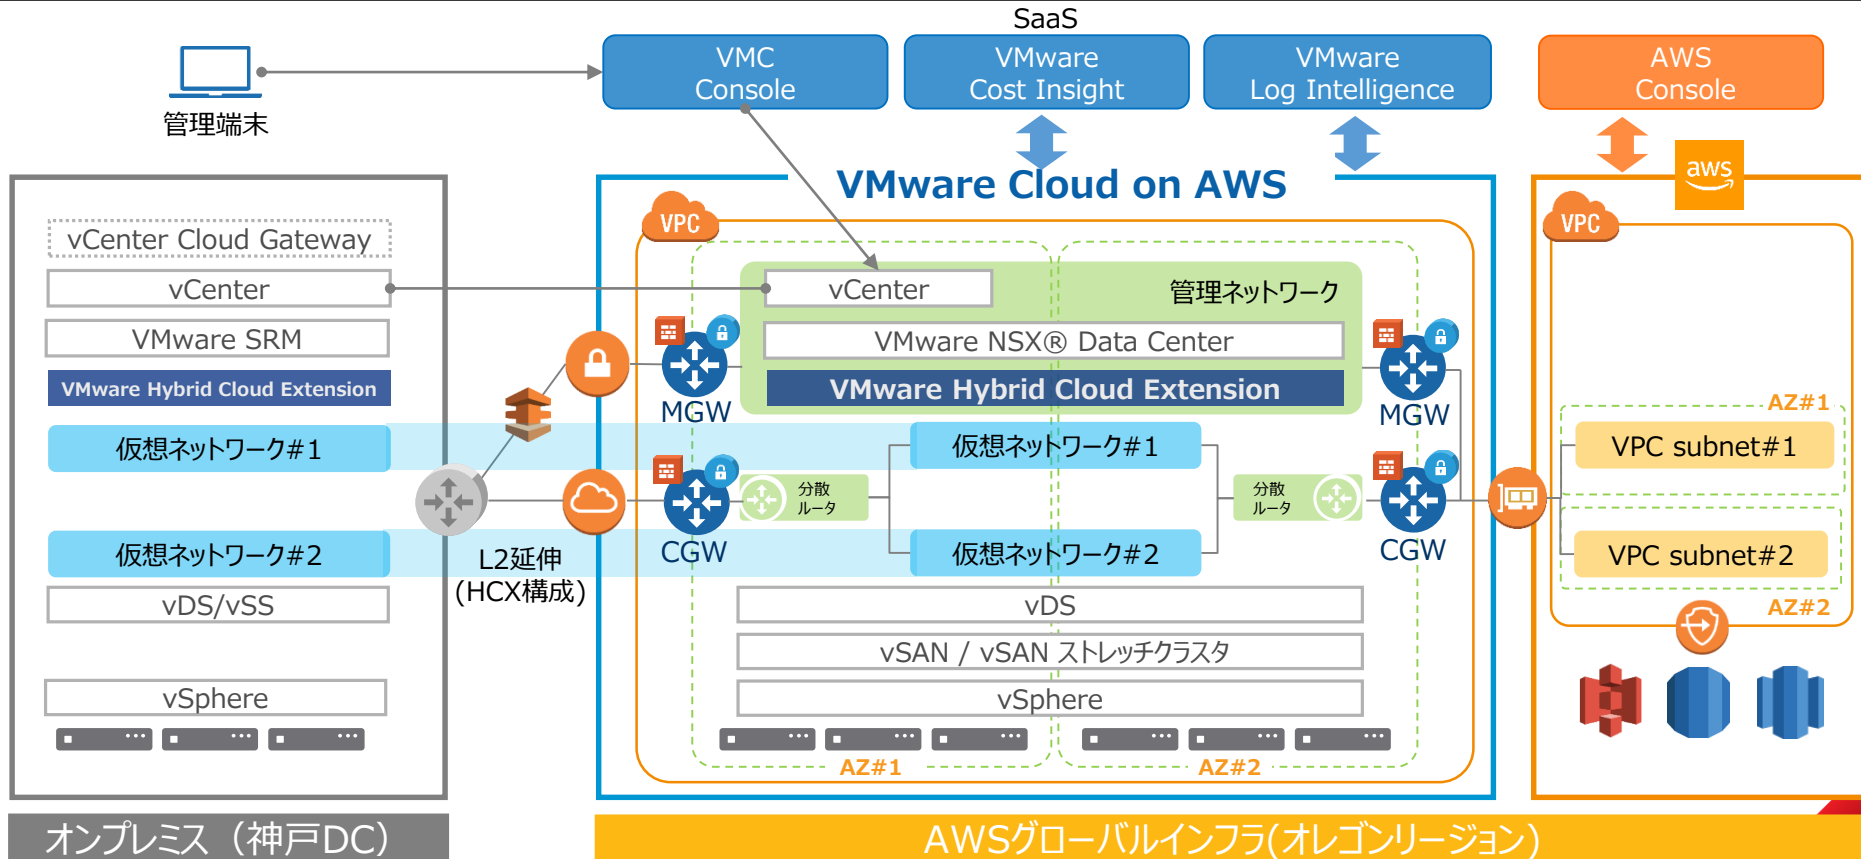 SaaS
VMC
Console
VMware
Cost Insight
VMware
Log Intelligence
AWS
Console
管理端末
VMware Cloud on AWS
aws
vCenter Cloud Gateway
vCenter
VMware SRM
VMware Hybrid Cloud Extension
仮想ネットワーク#1
仮想ネットワーク#2
vDS/vSS
vSphere
L2延伸
(HCX構成)
VPC
vCenter
管理ネットワーク
VMware NSX® Data Center
VMware Hybrid Cloud Extension
MGW
MGW
仮想ネットワーク#1
分散
ルータ
分散
ルータ
CGW
CGW
仮想ネットワーク#2
vDS
vSAN / vSAN ストレッチクラスタ
vSphere
AZ#1
AZ#2
VPC
AZ#1
VPC subnet#1
VPC subnet#2
AZ#2
オンプレミス（神戸DC）
AWSグローバルインフラ(オレゴンリージョン)